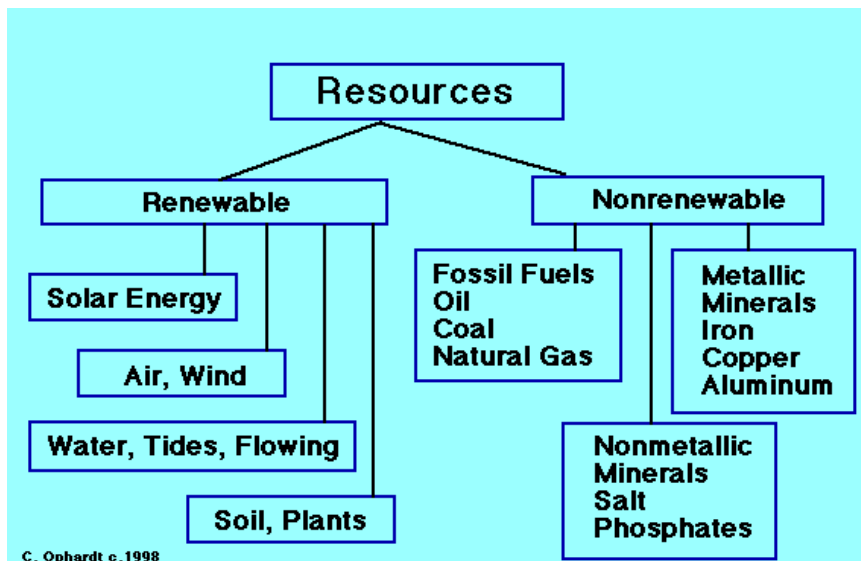 Resources
Renewable
Solar Energy
Air, Wind
Water, Tides, Flowing
Soil, Plants
Nonrenewable
Fossil Fuels
Oil
Coal
Natural Gas
Metallic
Minerals
Iron
Copper
Aluminum
Nonmetallic
Minerals
Salt
Phosphates
C. Ophardt c.1998